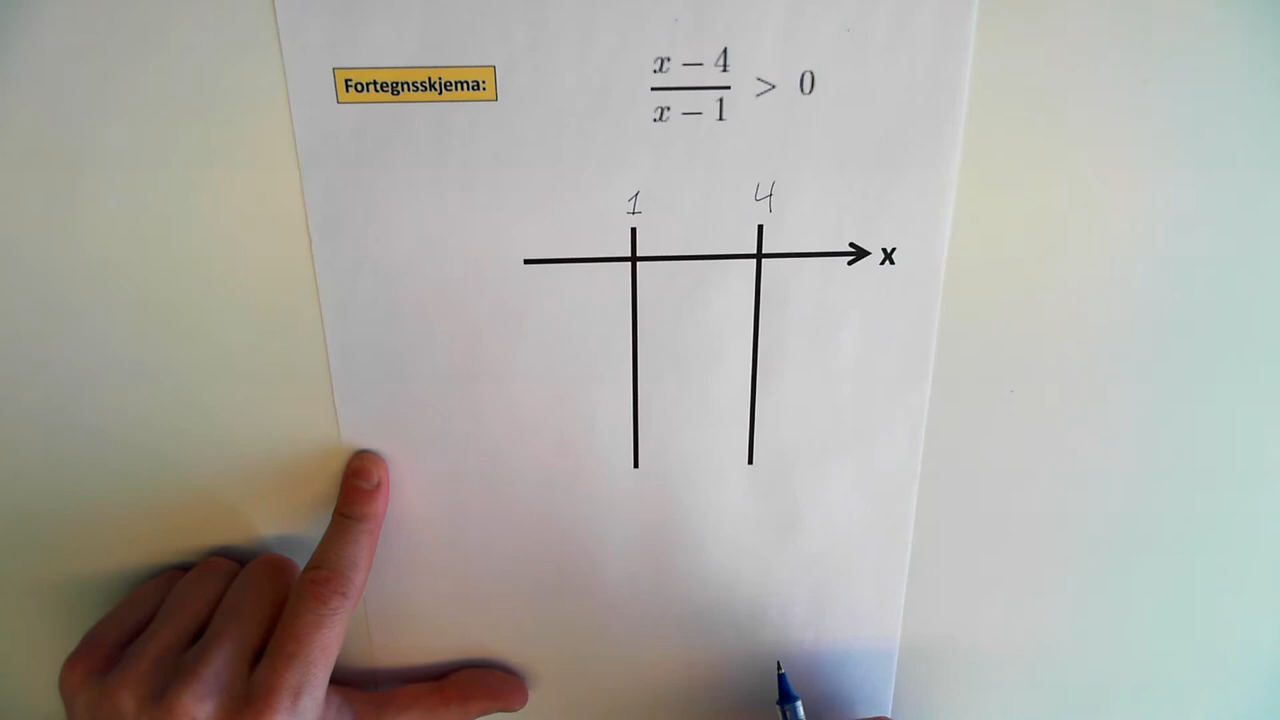 Fortegnsskjema:
x − 4
x − 1
> 0
1 4
x